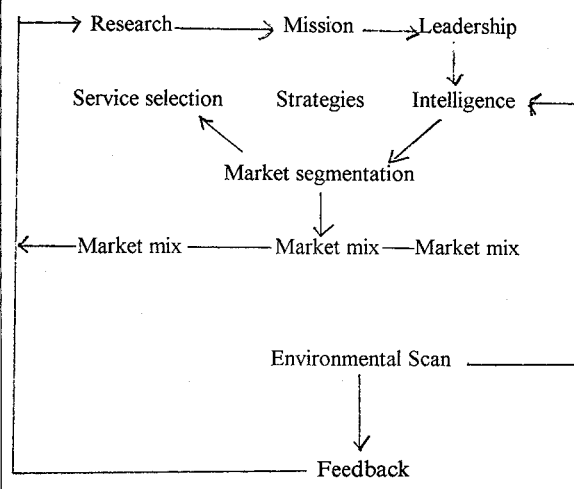 Research Mission Leadership
Service selection Strategies Intelligence
Market segmentation
Market mix Market mix Market mix
Environmental Scan
Feedback